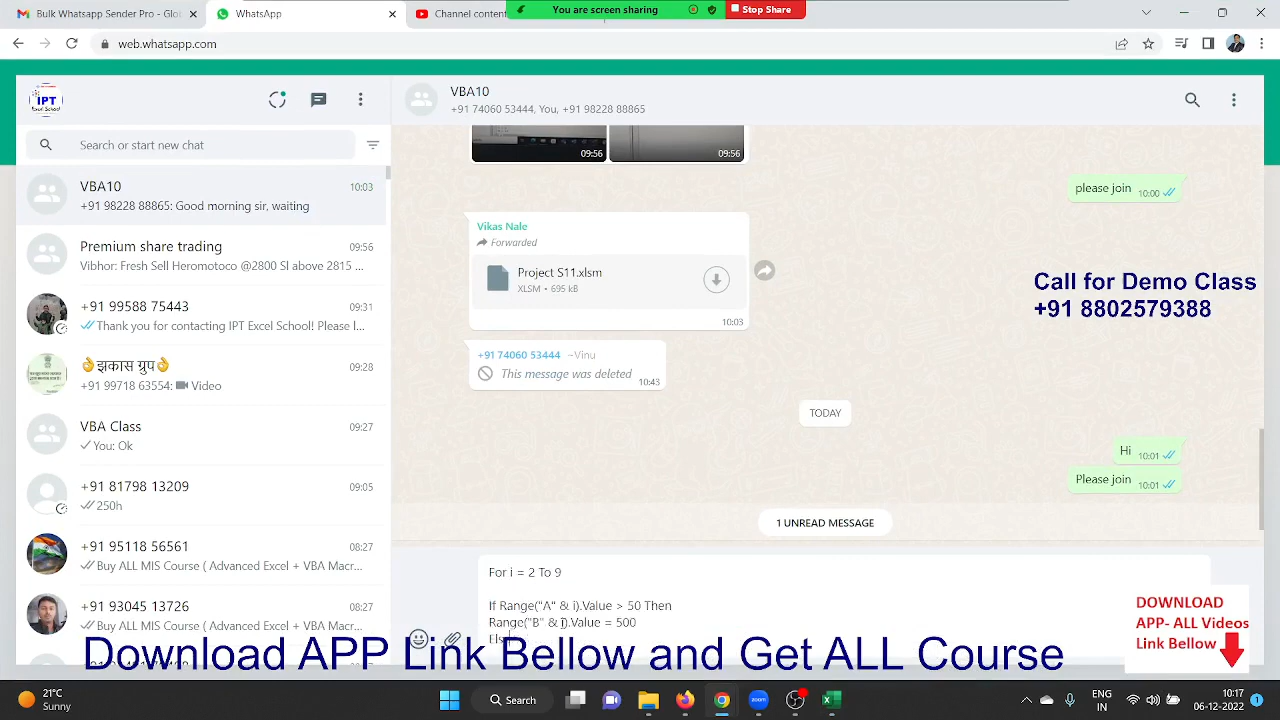 Bulk WhatsApp Sender Pro - Glo
WhatsApp
Channel content
You are screen sharing
Stop Share
web.whatsapp.com
IPT
Excel School
VBA10
+91 74060 53444, You, +91 98228 88865
Search or start new chat
VBA10
10:03
+91 98228 88865: Good morning sir, waiting
Premium share trading
09:56
Vibhor: Fresh Sell Heromotoco @2800 Sl above 2815 ...
+91 99588 75443
09:31
Thank you for contacting IPT Excel School! Please l...
👌झकास ग्रुप👌
09:28
+91 99718 63554: Video
VBA Class
09:27
You: Ok
+91 81798 13209
09:05
250h
+91 95118 56561
08:27
Buy ALL MIS Course ( Advanced Excel + VBA Macr...
+91 93045 13726
08:27
Buy ALL MIS Course ( Advanced Excel + VBA Macr...
09:56
09:56
please join 10:00
Vikas Nale
Forwarded
Project S11.xlsm
XLSM • 695 kB
10:03
+91 74060 53444 ~Vinu
This message was deleted
10:43
TODAY
Hi 10:01
Please join 10:01
1 UNREAD MESSAGE
For i = 2 To 9
If Range("A" & i).Value > 50 Then
Range("B" & i).Value = 500
Call for Demo Class
+91 8802579388
DOWNLOAD
APP- ALL Videos
Link Bellow
Download APP Link Bellow and Get ALL Course
21°C
Sunny
Search
zoom
ENG
IN
10:17
06-12-2022
1